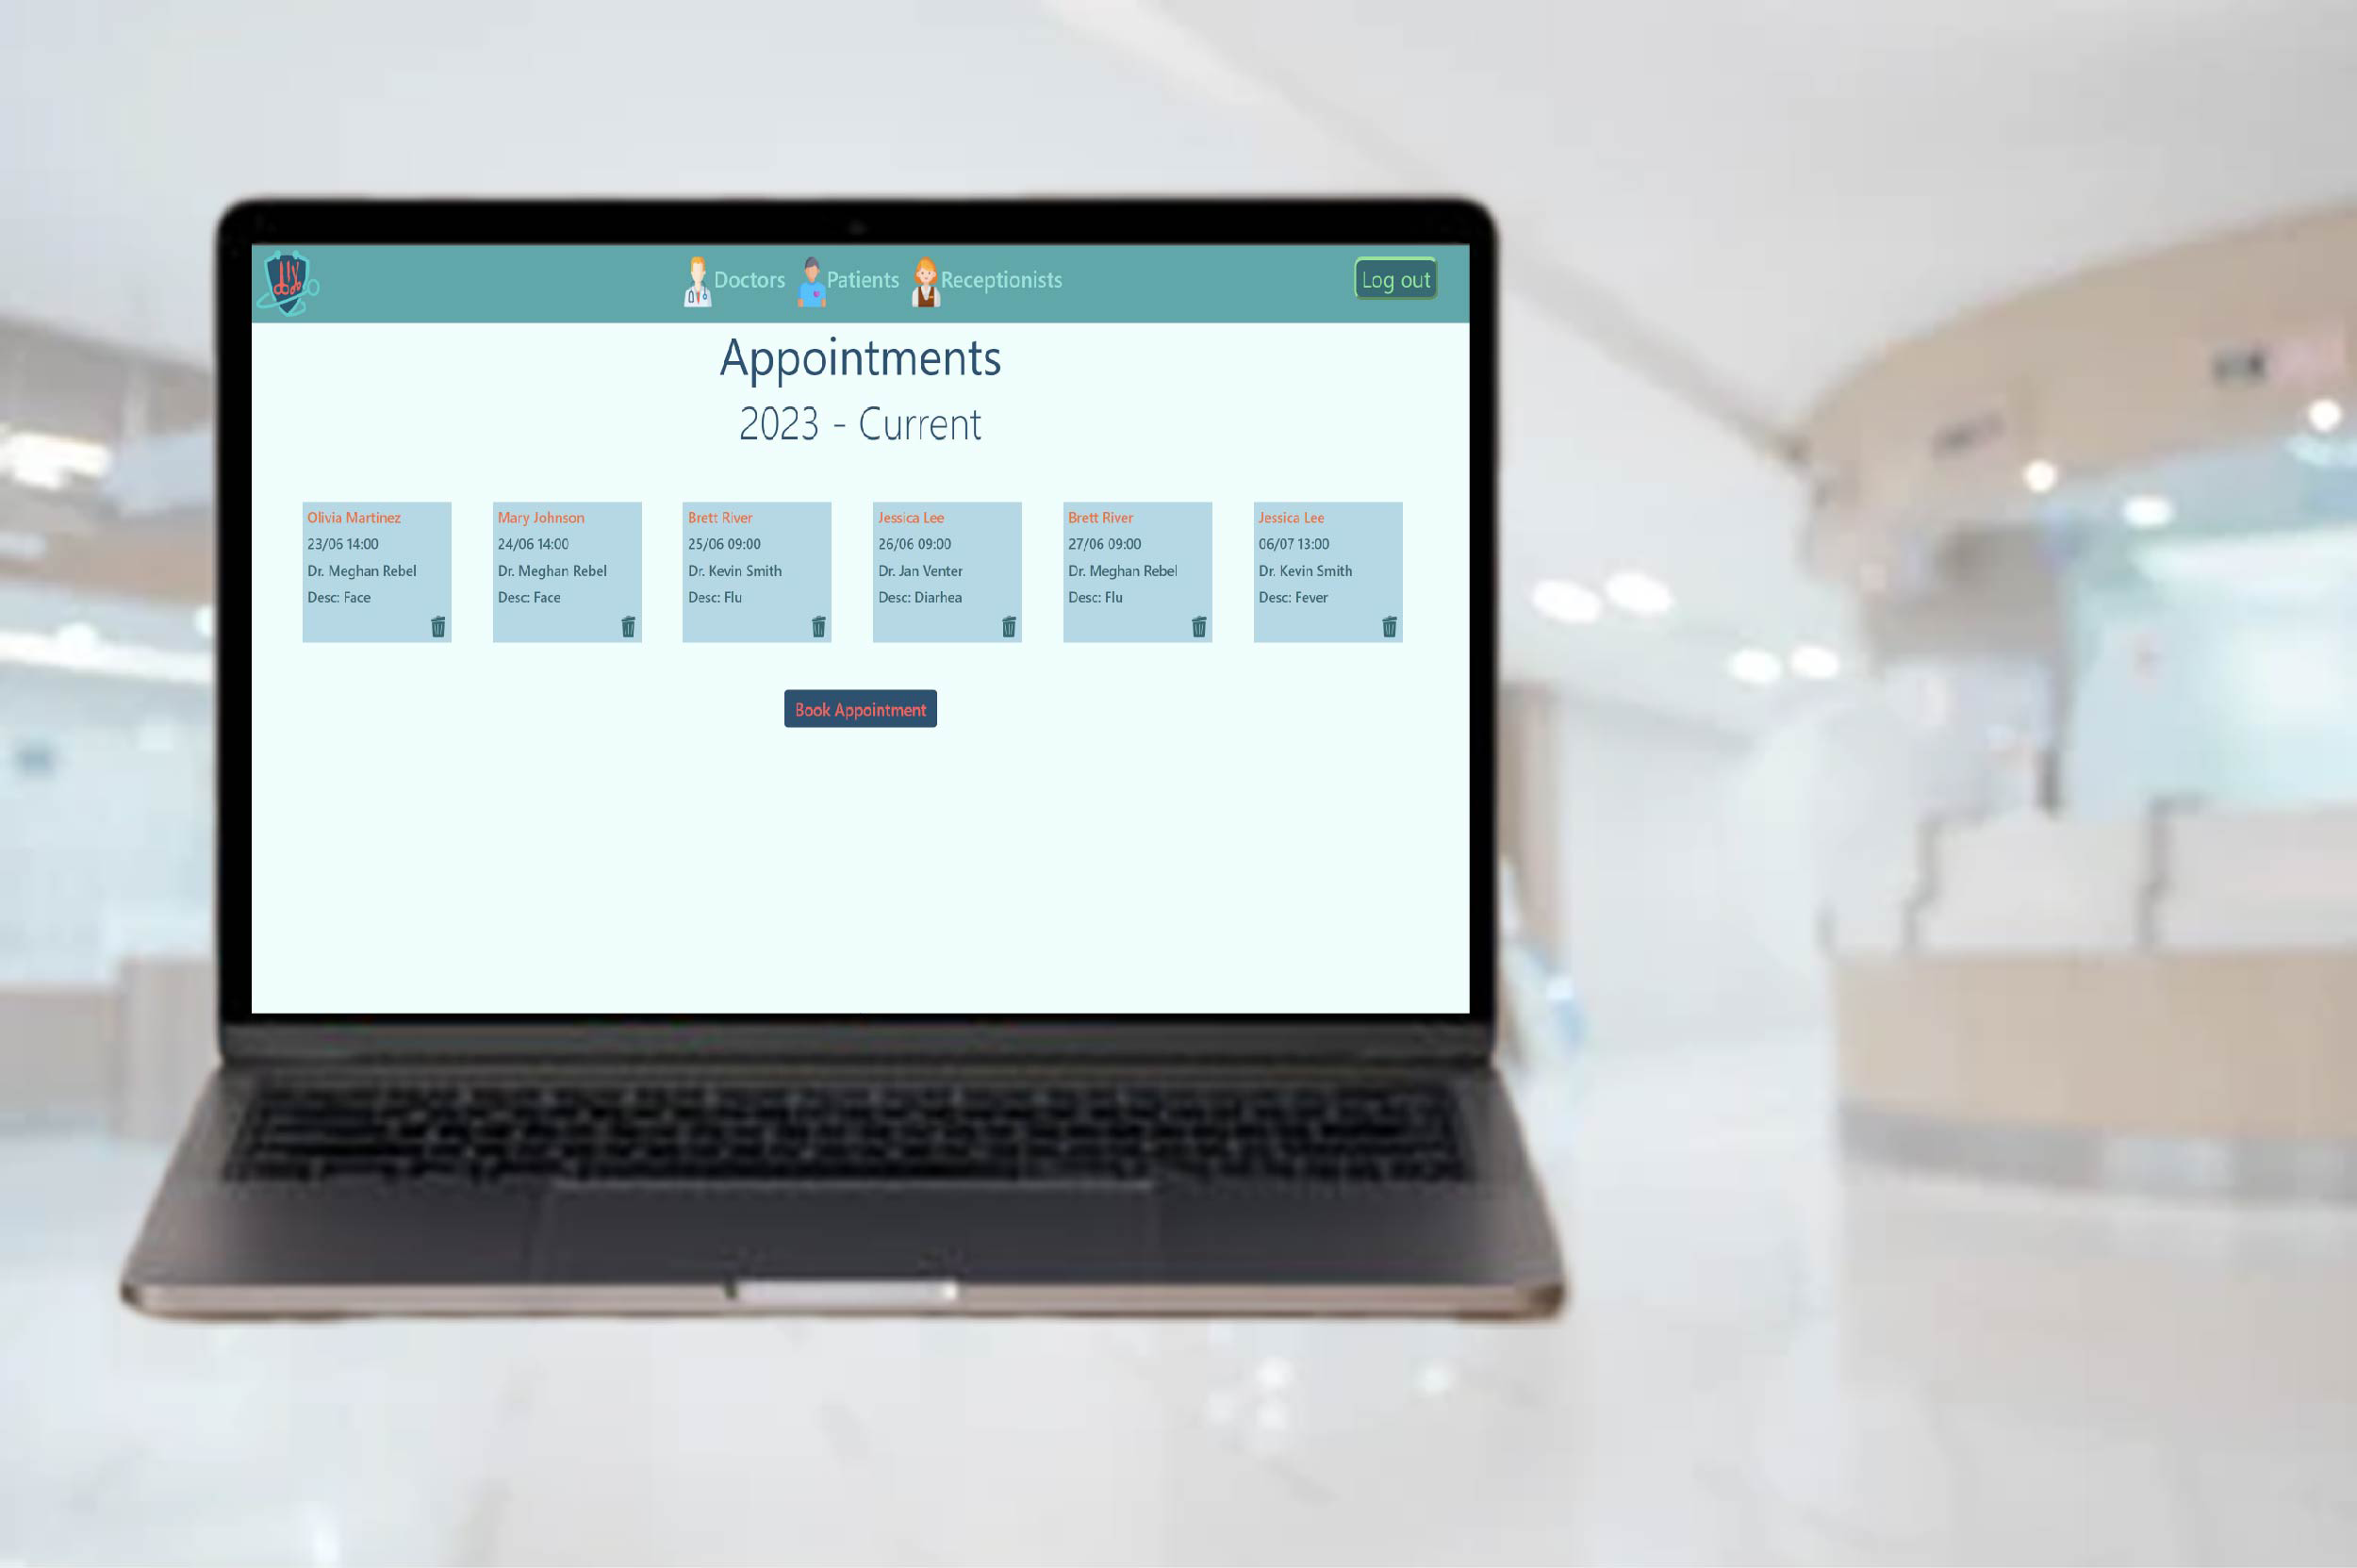 Doctors Patients Receptionists
Log out
Appointments
2023 - Current
Olivia Martinez
23/06 14:00
Dr. Meghan Rebel
Desc: Face
Mary Johnson
24/06 14:00
Dr. Meghan Rebel
Desc: Face
Brett River
25/06 09:00
Dr. Kevin Smith
Desc: Flu
Jessica Lee
26/06 09:00
Dr. Jan Venter
Desc: Diarhea
Brett River
27/06 09:00
Dr. Meghan Rebel
Desc: Flu
Jessica Lee
06/07 13:00
Dr. Kevin Smith
Desc: Fever
Book Appointment